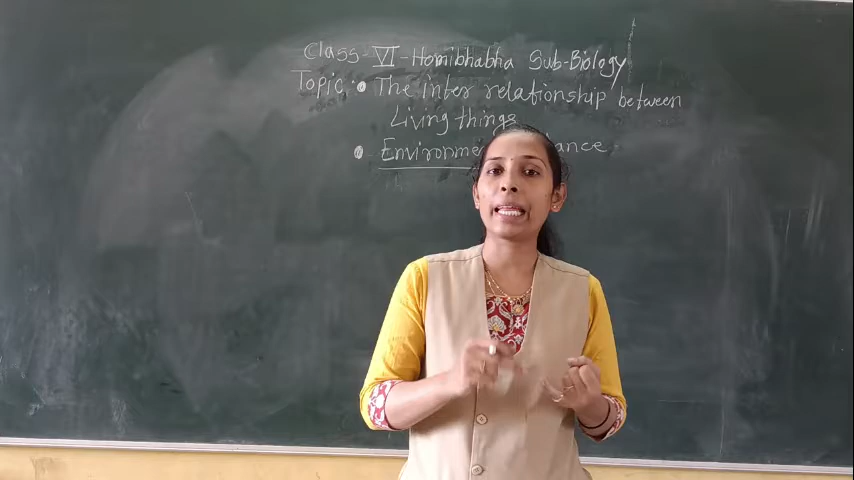 Class-VI-Homibhabha Sub-Biology
Topic:• The inter relationship between
Living things
• Environme ance